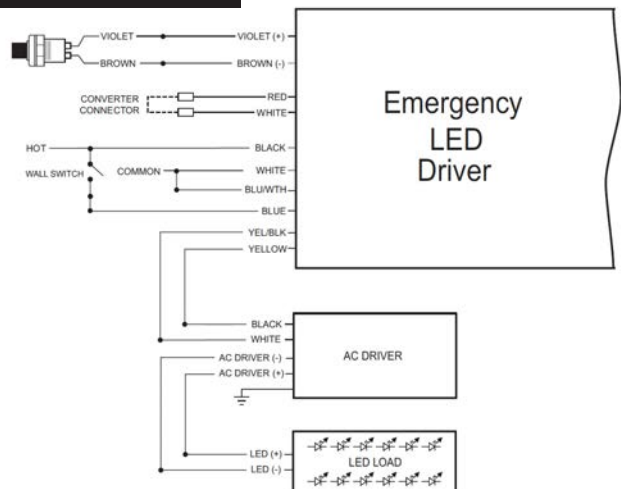 VIOLET VIOLET (+)
BROWN BROWN (-)
CONVERTER
CONNECTOR
RED
WHITE
HOT BLACK
WALL SWITCH
COMMON WHITE
BLU/WTH
BLUE
YEL/BLK
YELLOW
Emergency
LED
Driver
BLACK
WHITE
AC DRIVER (-)
AC DRIVER (+)
AC DRIVER
LED (+)
LED (-)
LED LOAD